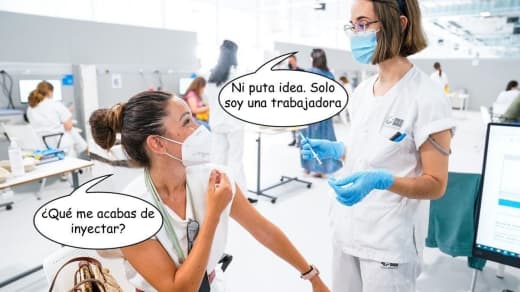 ¿Qué me acabas de
inyectar?
Ni puta idea. Solo
soy una trabajadora